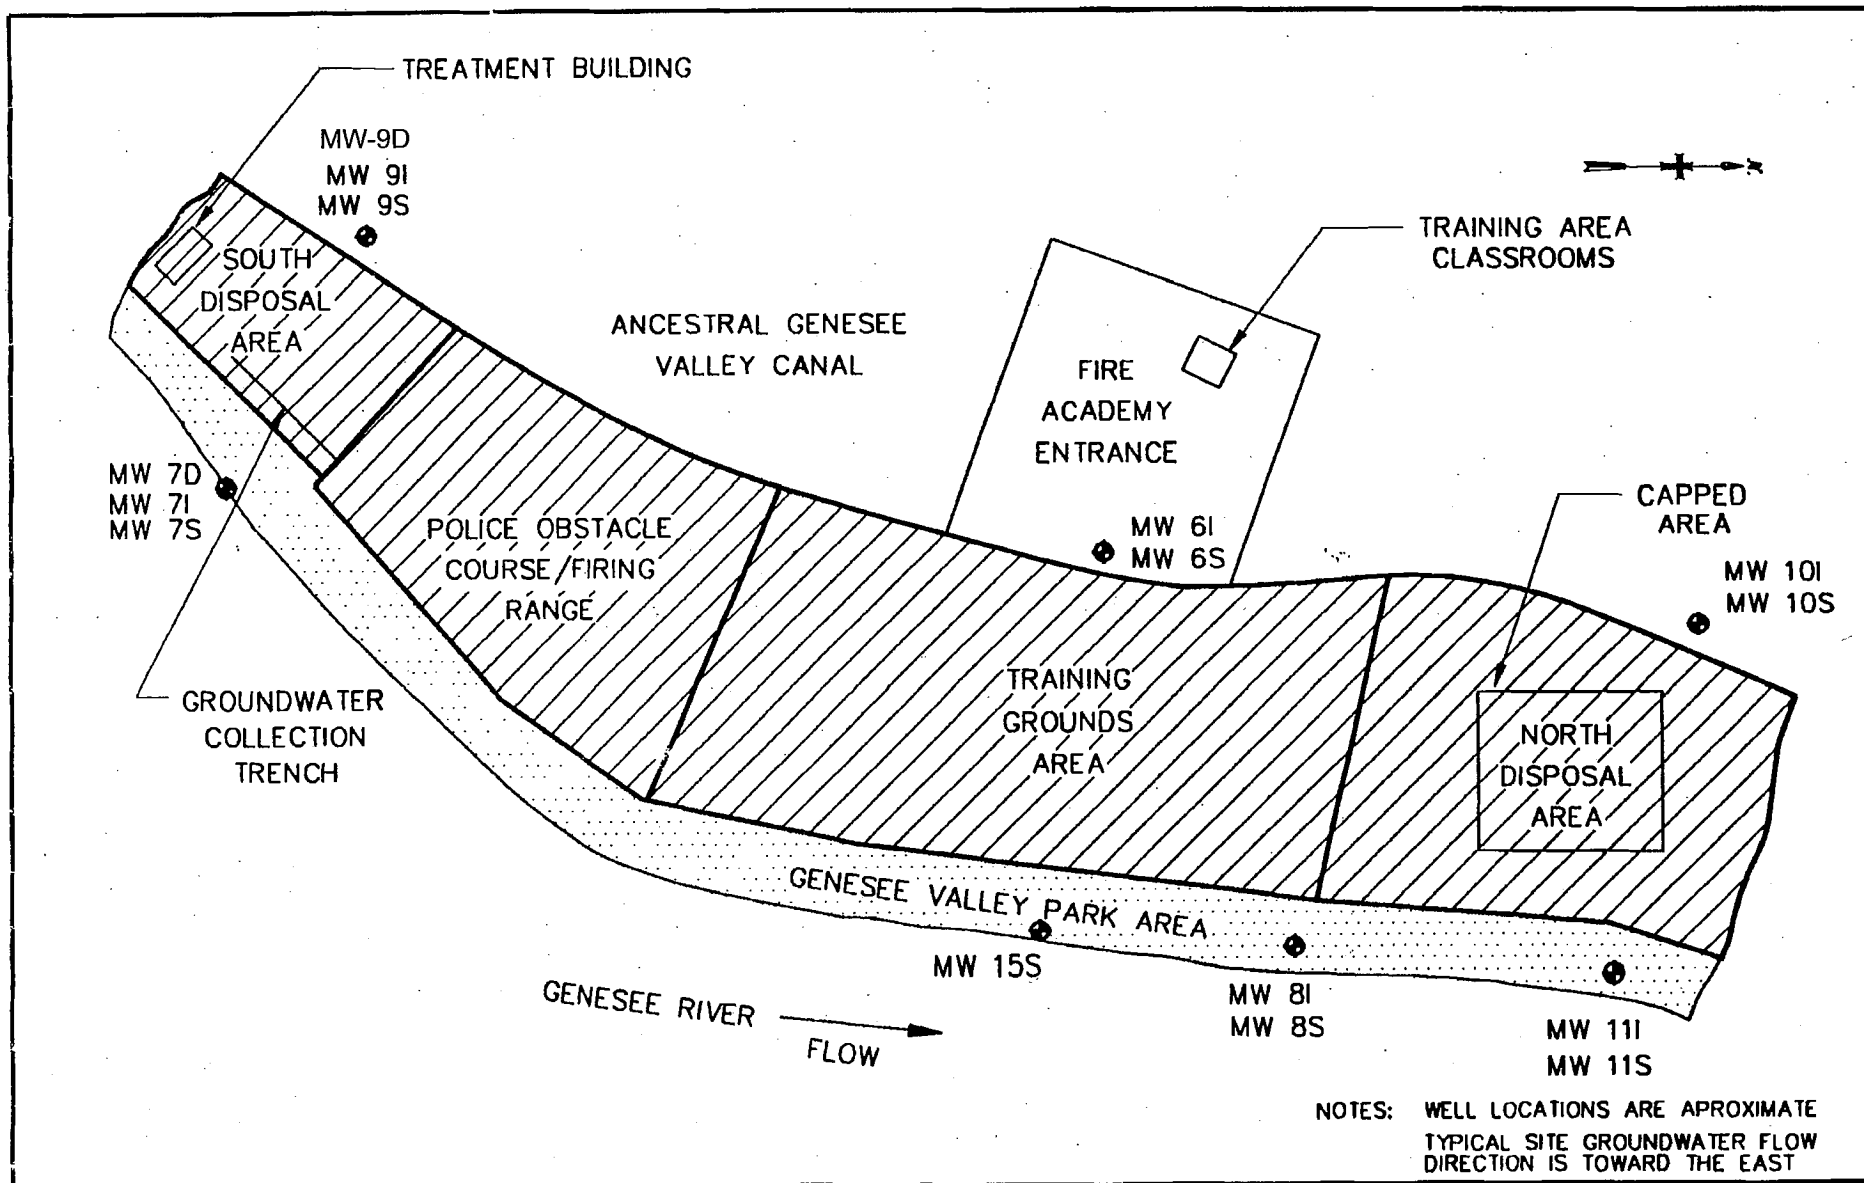 TREATMENT BUILDING
MW-9D
MW 9I
MW 9S
N
TRAINING AREA
CLASSROOMS
SOUTH
DISPOSAL
AREA
ANCESTRAL GENESEE
VALLEY CANAL
FIRE
ACADEMY
ENTRANCE
MW 7D
MW 7I
MW 7S
POLICE OBSTACLE
COURSE/FIRING
RANGE
MW 6I
MW 6S
CAPPED
AREA
MW 10I
MW 10S
GROUNDWATER
COLLECTION
TRENCH
TRAINING
GROUNDS
AREA
NORTH
DISPOSAL
AREA
GENESEE VALLEY PARK AREA
MW 15S
GENESEE RIVER
FLOW
MW 8I
MW 8S
MW 11I
MW 11S
NOTES: WELL LOCATIONS ARE APROXIMATE
TYPICAL SITE GROUNDWATER FLOW
DIRECTION IS TOWARD THE EAST